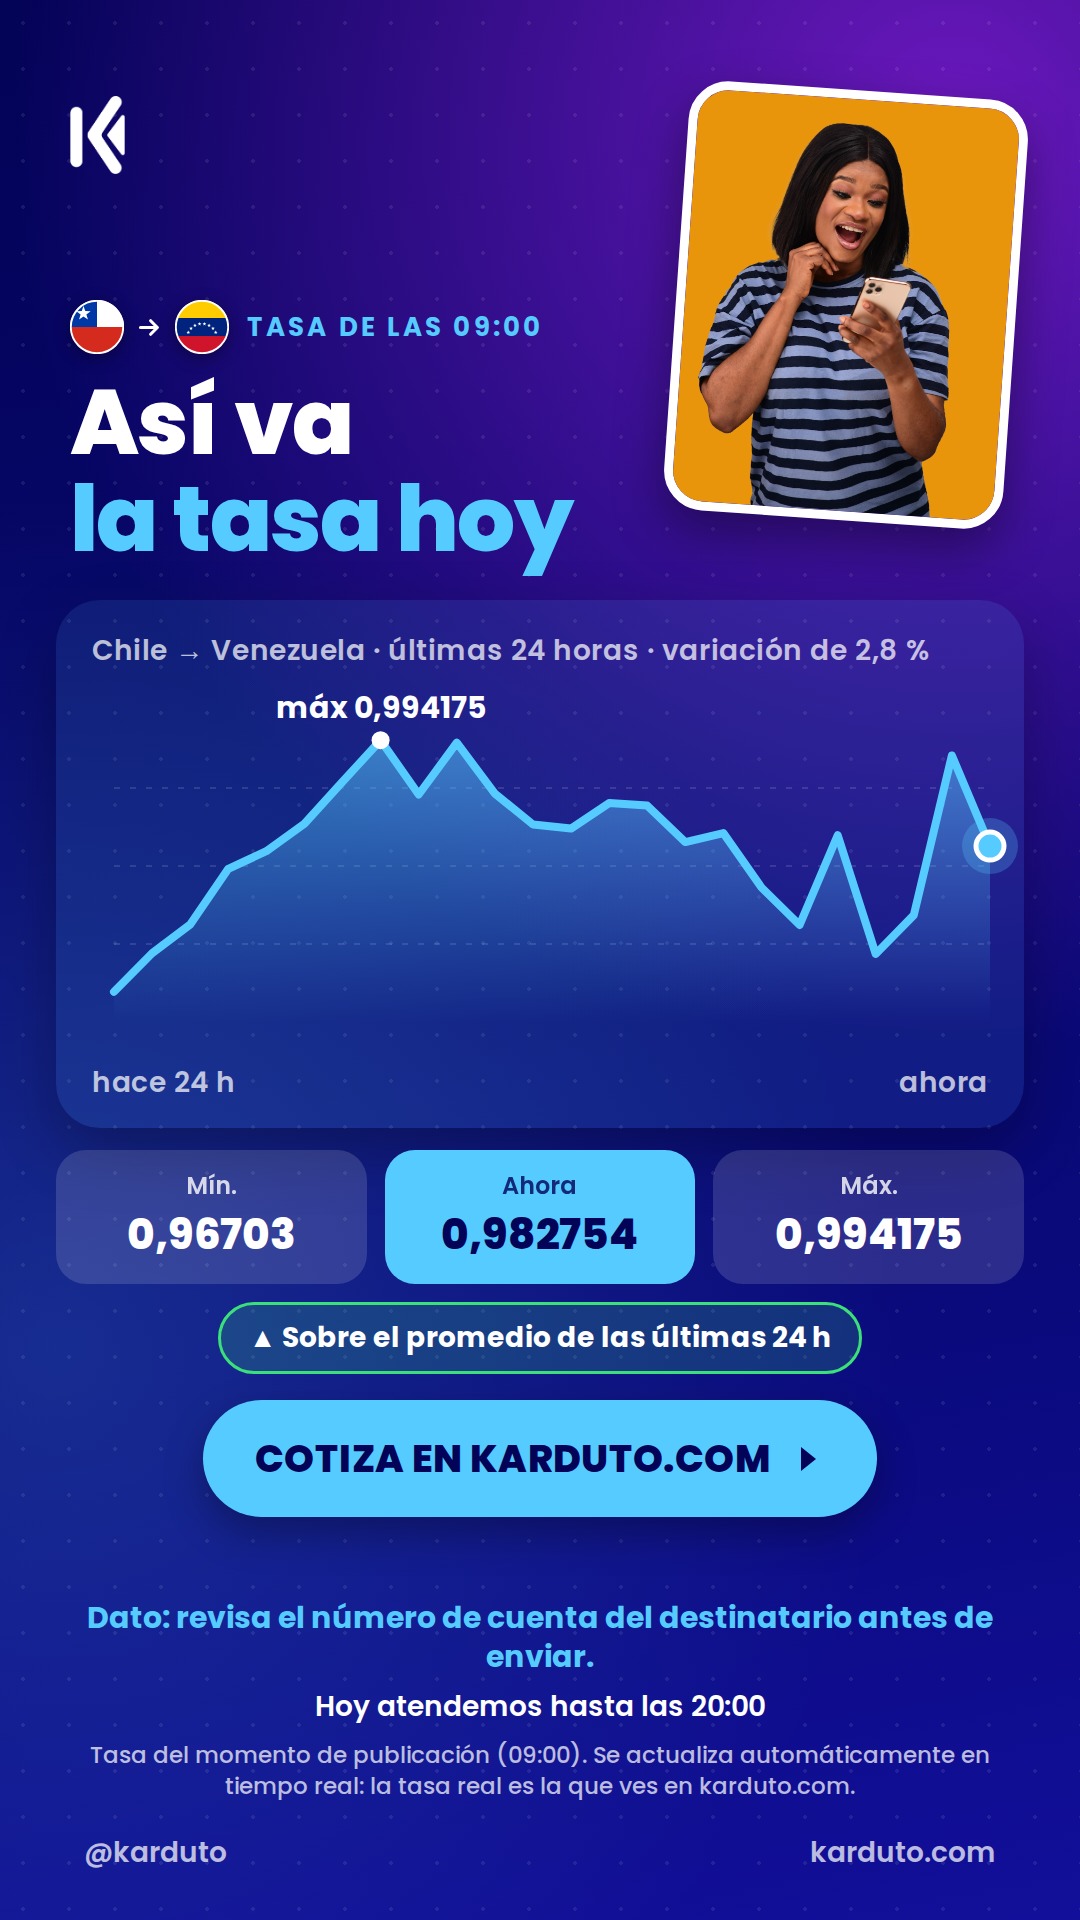 TASA DE LAS 09:00
Así va
la tasa hoy
Chile → Venezuela · últimas 24 horas · variación de 2,8 %
máx 0,994175
hace 24 h
ahora
Mín.
0,96703
Ahora
0,982754
Máx.
0,994175
▲ Sobre el promedio de las últimas 24 h
COTIZA EN KARDUTO.COM
Dato: revisa el número de cuenta del destinatario antes de
enviar.
Hoy atendemos hasta las 20:00
Tasa del momento de publicación (09:00). Se actualiza automáticamente en
tiempo real: la tasa real es la que ves en karduto.com.
@karduto
karduto.com